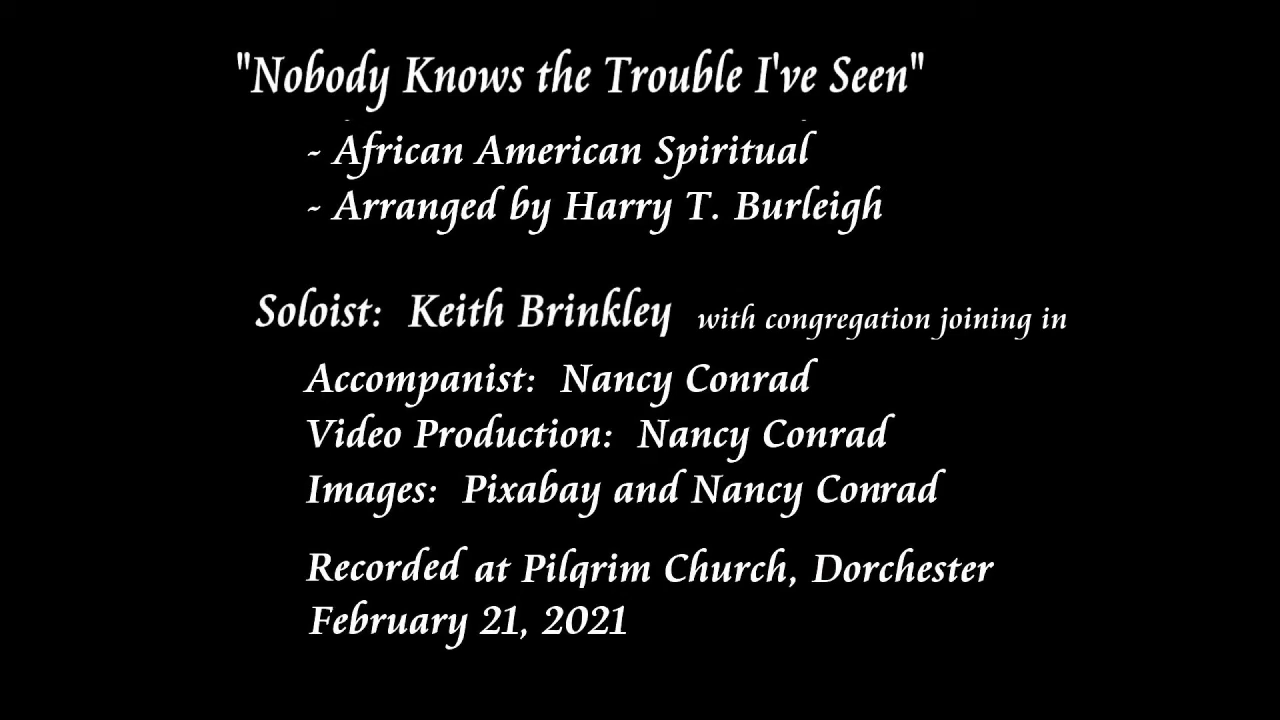 "Nobody Knows the Trouble I've Seen"
- African American Spiritual
- Arranged by Harry T. Burleigh
Soloist: Keith Brinkley with congregation joining in
Accompanist: Nancy Conrad
Video Production: Nancy Conrad
Images: Pixabay and Nancy Conrad
Recorded at Pilgrim Church, Dorchester
February 21, 2021